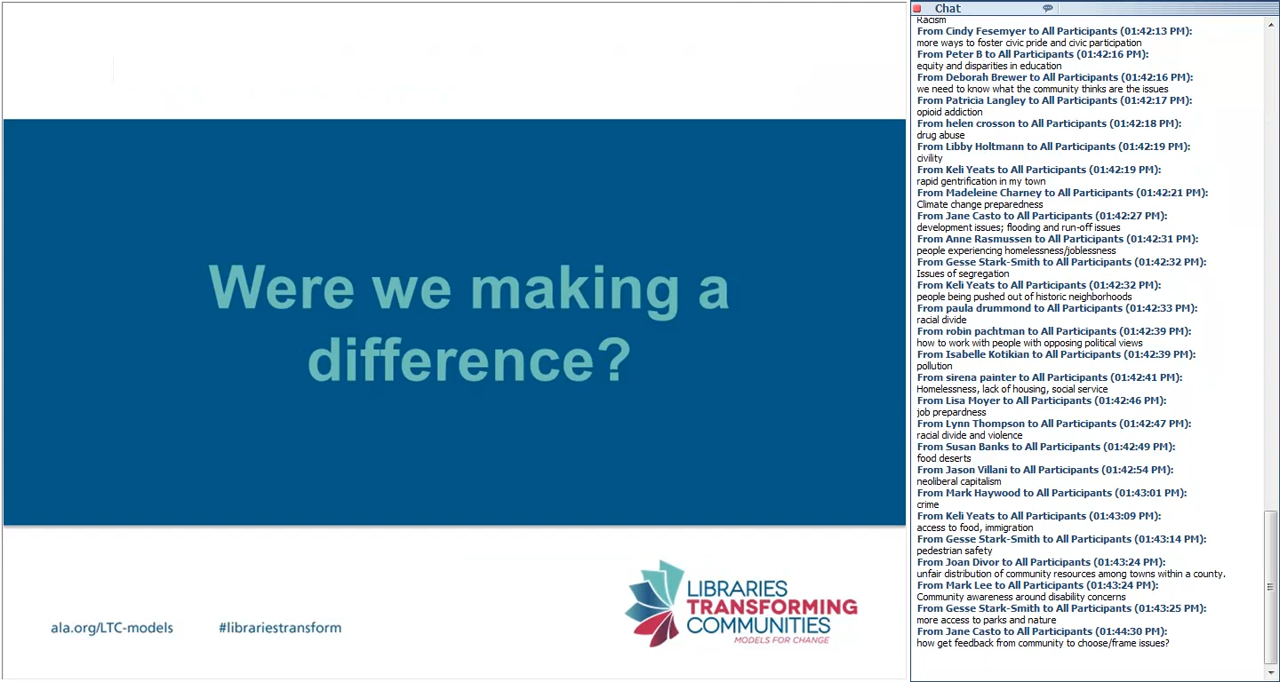 Were we making a
difference?
ala.org/LTC-models
#librariestransform
LIBRARIES
TRANSFORMING
COMMUNITIES
MODELS FOR CHANGE
Chat
Racism
From Cindy Fesemyer to All Participants (01:42:13 PM):
more ways to foster civic pride and civic participation
From Peter B to All Participants (01:42:16 PM):
equity and disparities in education
From Deborah Brewer to All Participants (01:42:16 PM):
we need to know what the community thinks are the issues
From Patricia Langley to All Participants (01:42:17 PM):
opioid addiction
From helen crosson to All Participants (01:42:18 PM):
drug abuse
From Libby Holtmann to All Participants (01:42:19 PM):
civility
From Keli Yeats to All Participants (01:42:19 PM):
rapid gentrification in my town
From Madeleine Charney to All Participants (01:42:21 PM):
Climate change preparedness
From Jane Casto to All Participants (01:42:27 PM):
development issues; flooding and run-off issues
From Anne Rasmussen to All Participants (01:42:31 PM):
people experiencing homelessness/joblessness
From Gesse Stark-Smith to All Participants (01:42:32 PM):
Issues of segregation
From Keli Yeats to All Participants (01:42:32 PM):
people being pushed out of historic neighborhoods
From paula drummond to All Participants (01:42:33 PM):
racial divide
From robin pachtman to All Participants (01:42:39 PM):
how to work with people with opposing political views
From Isabelle Kotikian to All Participants (01:42:39 PM):
pollution
From sirena painter to All Participants (01:42:41 PM):
Homelessness, lack of housing, social service
From Lisa Moyer to All Participants (01:42:46 PM):
job prepardness
From Lynn Thompson to All Participants (01:42:47 PM):
racial divide and violence
From Susan Banks to All Participants (01:42:49 PM):
food deserts
From Jason Villani to All Participants (01:42:54 PM):
neoliberal capitalism
From Mark Haywood to All Participants (01:43:01 PM):
crime
From Keli Yeats to All Participants (01:43:09 PM):
access to food, immigration
From Gesse Stark-Smith to All Participants (01:43:14 PM):
pedestrian safety
From Joan Divor to All Participants (01:43:24 PM):
unfair distribution of community resources among towns within a county.
From Mark Lee to All Participants (01:43:24 PM):
Community awareness around disability concerns
From Gesse Stark-Smith to All Participants (01:43:25 PM):
more access to parks and nature
From Jane Casto to All Participants (01:44:30 PM):
how get feedback from community to choose/frame issues?